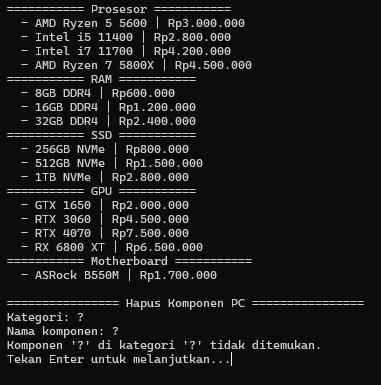 =========== Prosesor ===========
- AMD Ryzen 5 5600 | Rp3.000.000
- Intel i5 11400 | Rp2.800.000
- Intel i7 11700 | Rp4.200.000
- AMD Ryzen 7 5800X | Rp4.500.000
=========== RAM ===========
- 8GB DDR4 | Rp600.000
- 16GB DDR4 | Rp1.200.000
- 32GB DDR4 | Rp2.400.000
=========== SSD ===========
- 256GB NVMe | Rp800.000
- 512GB NVMe | Rp1.500.000
- 1TB NVMe | Rp2.800.000
=========== GPU ===========
- GTX 1650 | Rp2.000.000
- RTX 3060 | Rp4.500.000
- RTX 4070 | Rp7.500.000
- RX 6800 XT | Rp6.500.000
=========== Motherboard ===========
- ASRock B550M | Rp1.700.000
================ Hapus Komponen PC ================
Kategori: ?
Nama komponen: ?
Komponen '?' di kategori '?' tidak ditemukan.
Tekan Enter untuk melanjutkan...